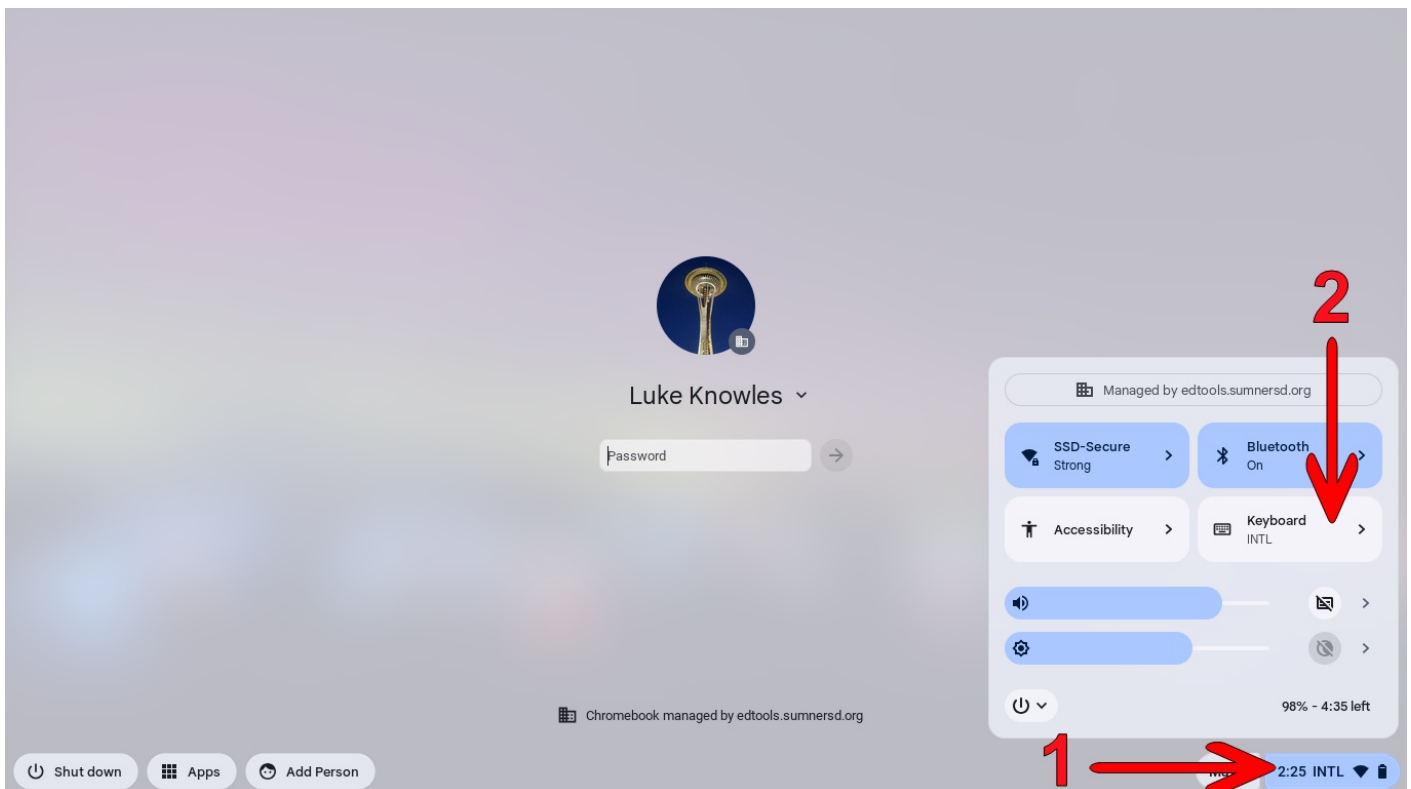 2
Luke Knowles
Password
Managed by edtools.sumnersd.org
SSD-Secure
Strong
Bluetooth
On
Accessibility
Keyboard
INTL
98% - 4:35 left
Chromebook managed by edtools.sumnersd.org
1
Shut down
Apps
Add Person
2:25 INTL